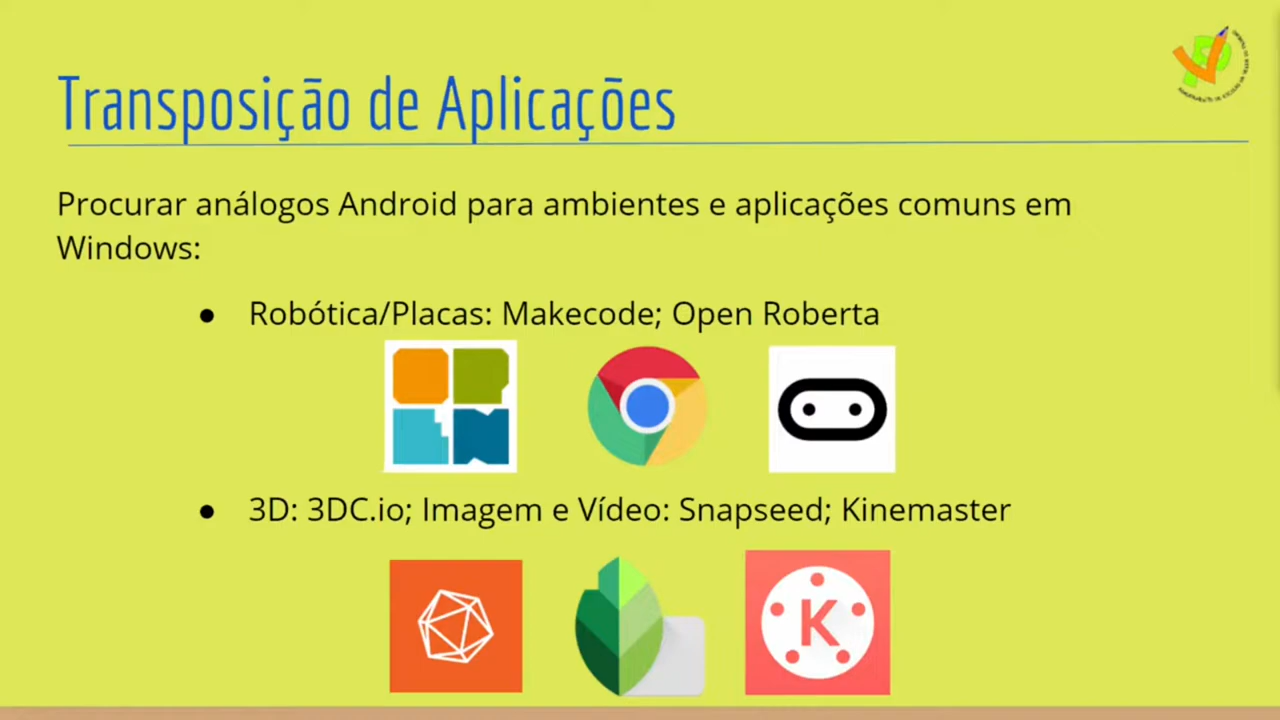 Transposição de Aplicações
Procurar análogos Android para ambientes e aplicações comuns em
Windows:
● Robótica/Placas: Makecode; Open Roberta
● 3D: 3DC.io; Imagem e Vídeo: Snapseed; Kinemaster
K